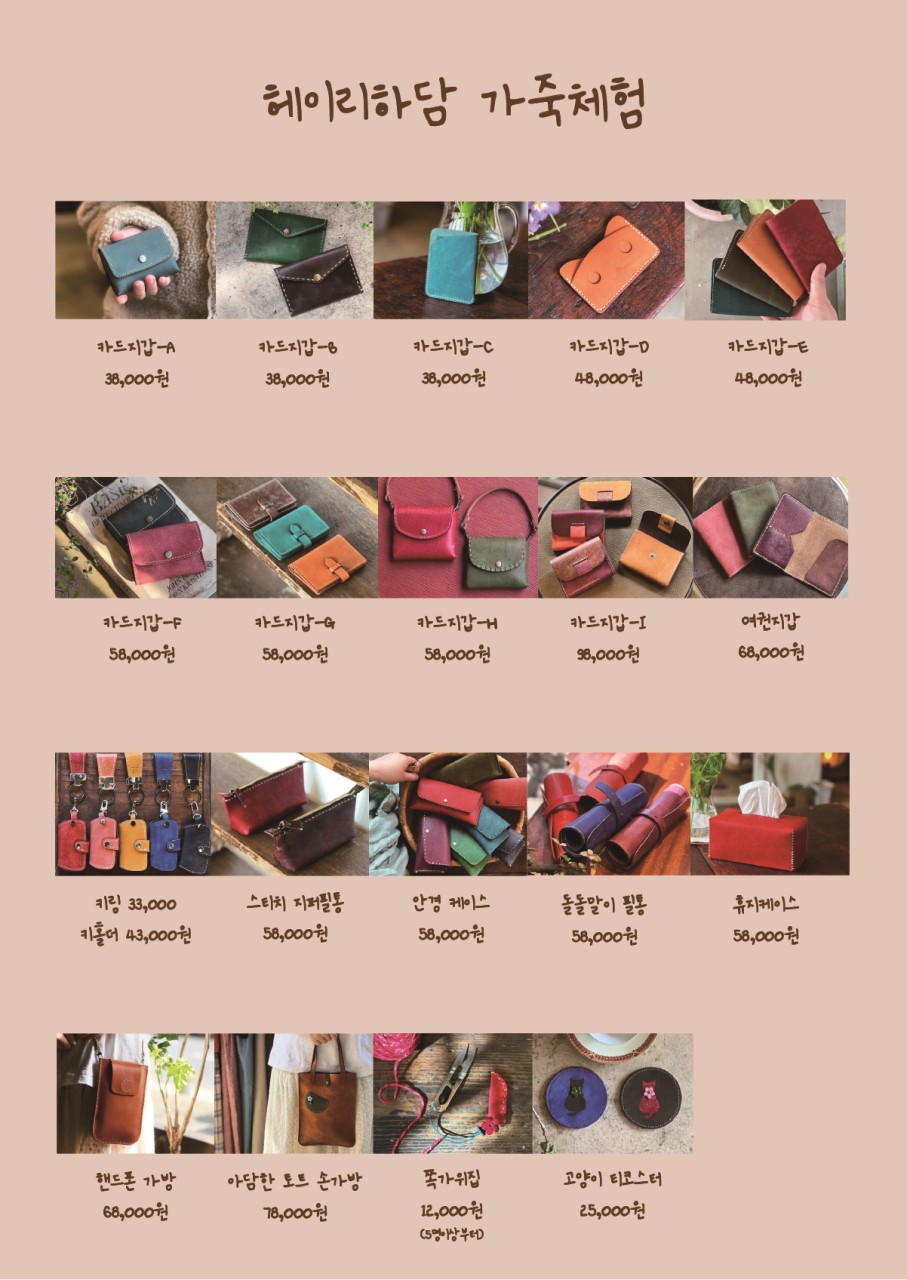 헤이리하담 가죽체험
카드지갑-A
38,000원
카드지갑-B
38,000원
카드지갑-C
38,000원
카드지갑-D
48,000원
카드지갑-E
48,000원
카드지갑-F
58,000원
카드지갑-G
58,000원
카드지갑-H
58,000원
카드지갑-I
98,000원
여권지갑
68,000원
키링 33,000
키홀더 43,000원
스티치 지퍼필통
58,000원
안경 케이스
58,000원
돌돌말이 필통
58,000원
휴지케이스
58,000원
핸드폰 가방
68,000원
아담한 토트 손가방
78,000원
쪽가위집
12,000원
(5명이상부터)
고양이 티코스터
25,000원